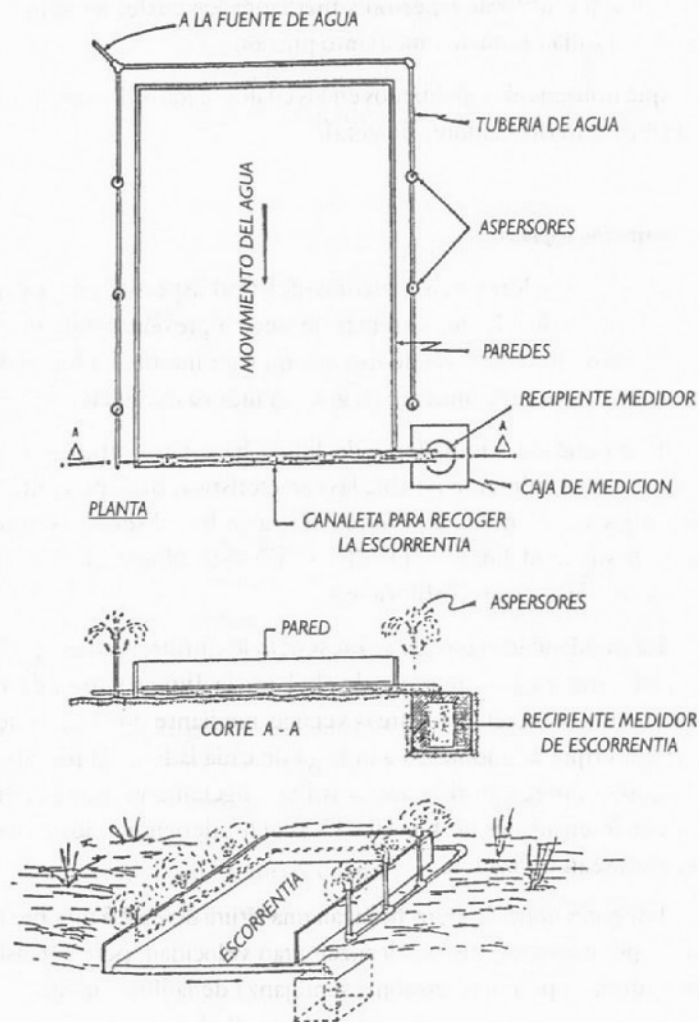 A LA FUENTE DE AGUA
TUBERIA DE AGUA
MOVIMIENTO DEL AGUA
ASPERSORES
PAREDES
RECIPIENTE MEDIDOR
A
A
CAJA DE MEDICION
PLANTA
CANALETA PARA RECOGER
LA ESCORRENTIA
ASPERSORES
PARED
CORTE A - A
RECIPIENTE MEDIDOR
DE ESCORRENTIA
ESCORRENTIA